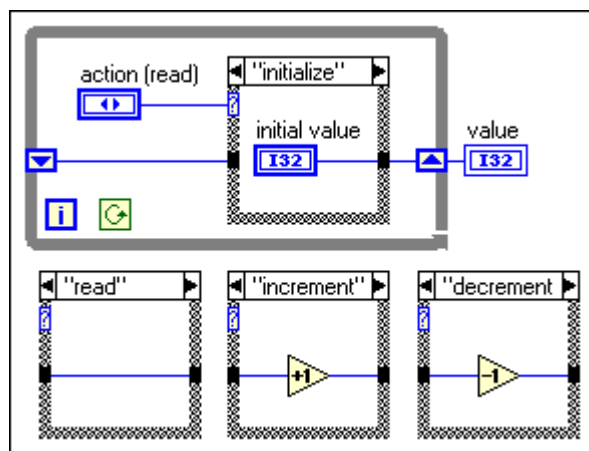 action (read)
"initialize"
?
initial value
I32
value
I32
i
"read"
?
"increment"
?
+1
"decrement
?
-1